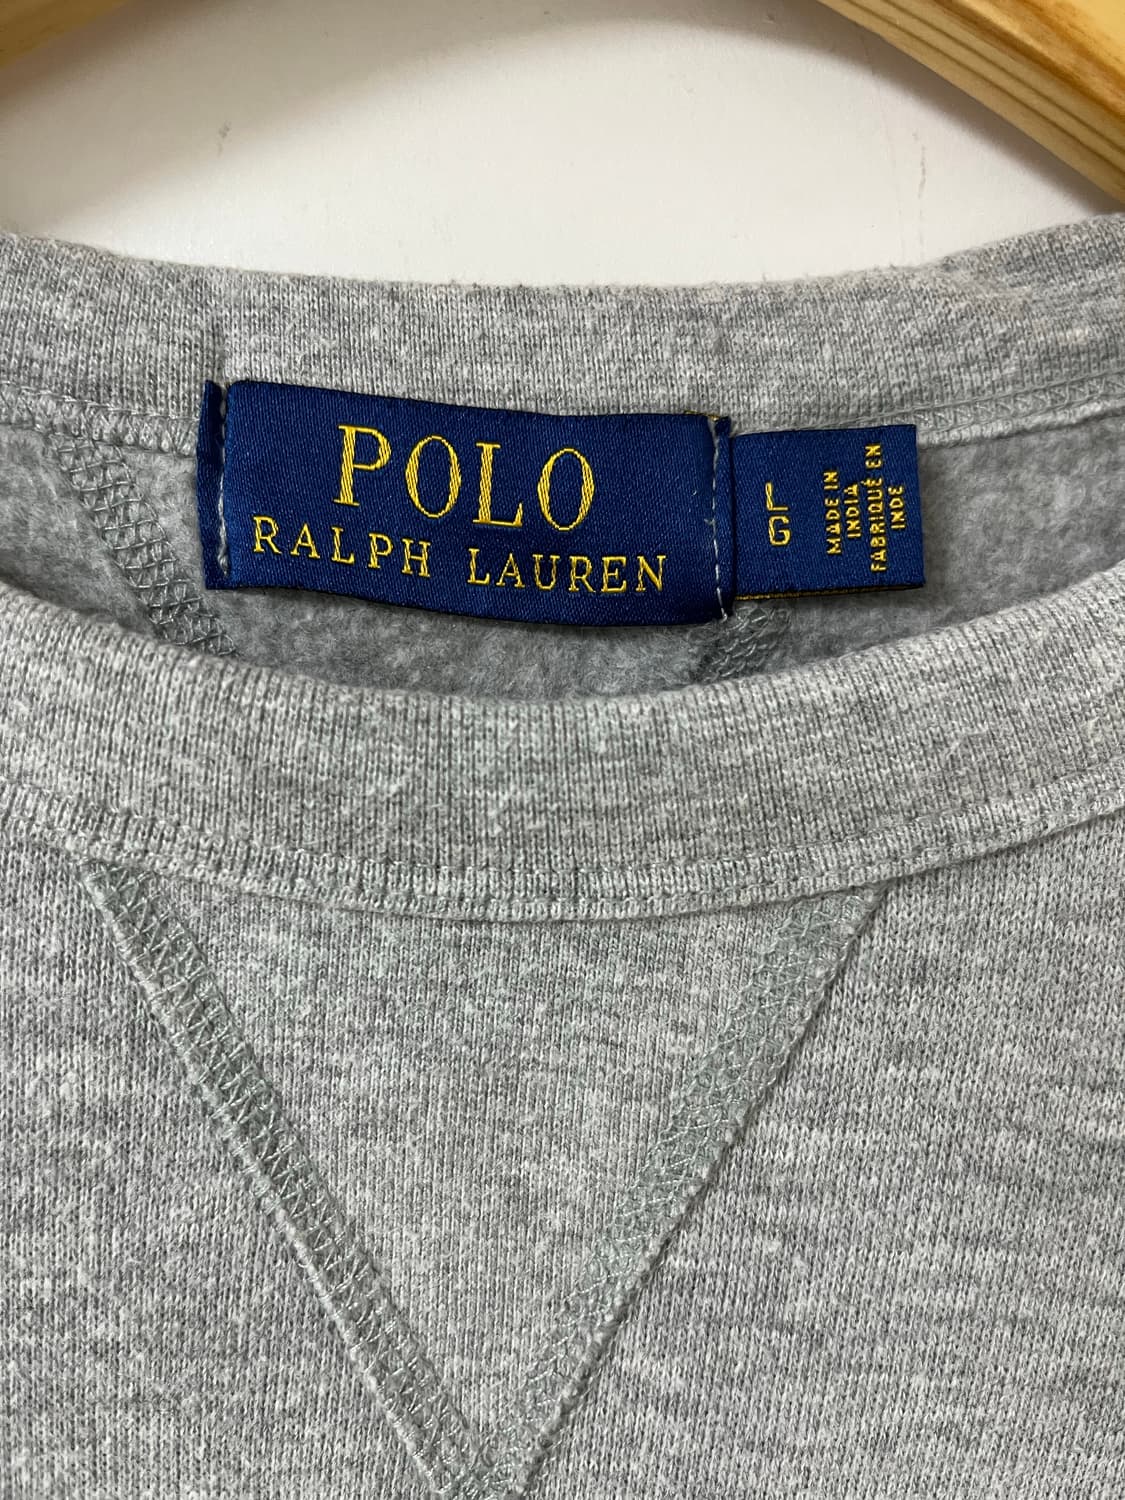 POLO
RALPH LAUREN
L
G
MADE IN
INDIA
FABRIQUÉ EN
INDE